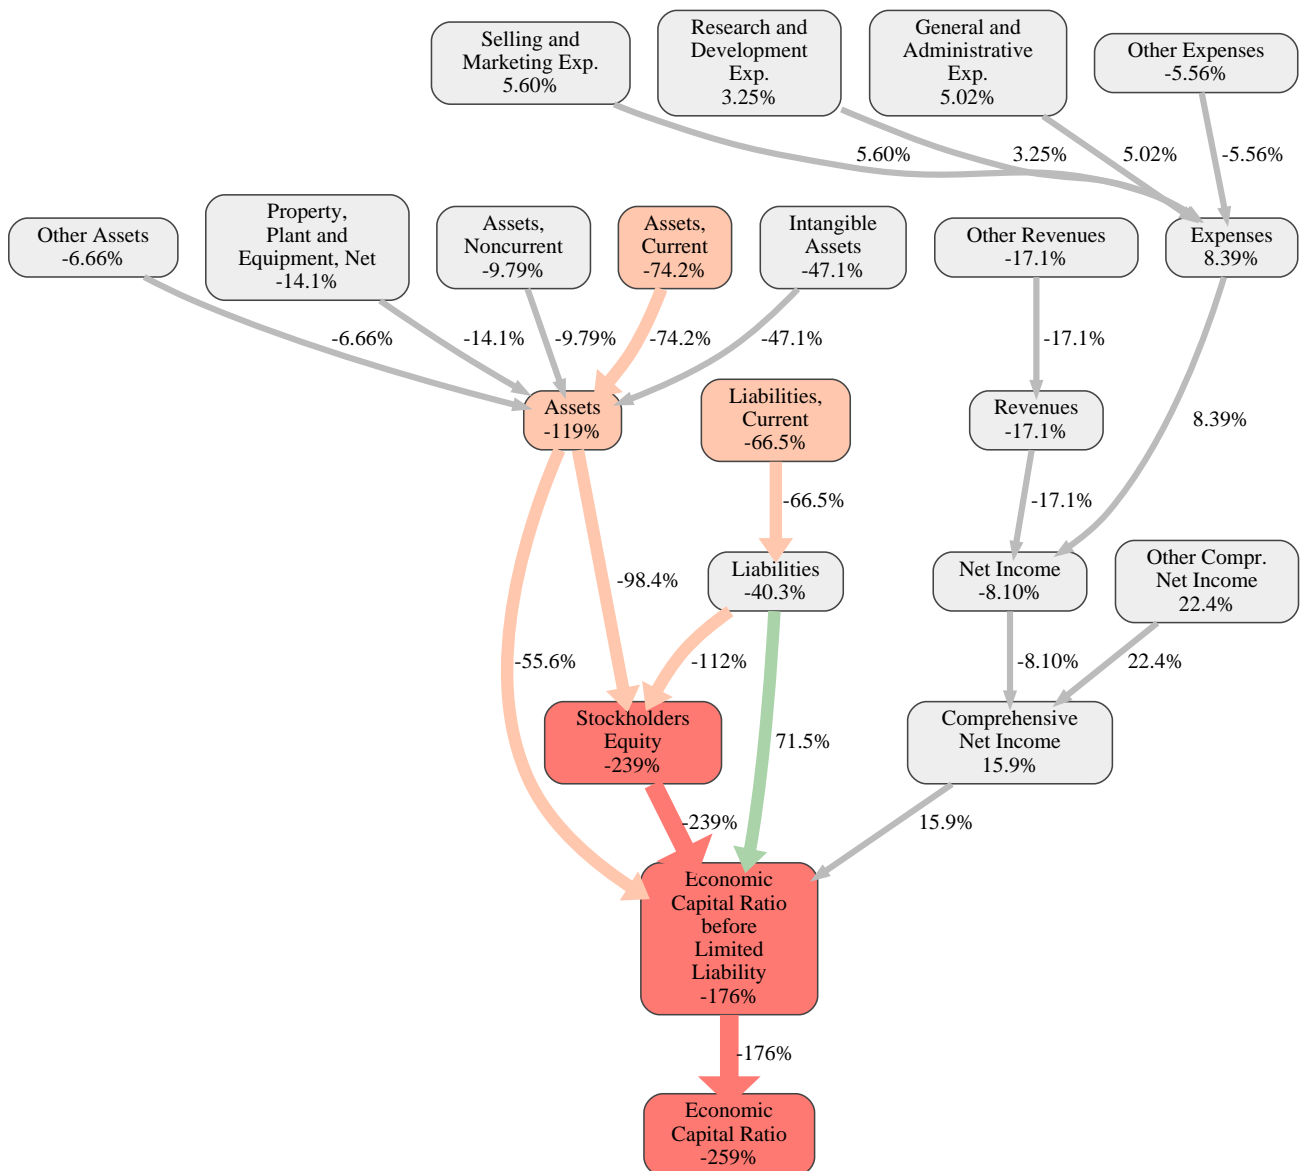 Selling and
Marketing Exp.
5.60%
Research and
Development
Exp.
3.25%
General and
Administrative
Exp.
5.02%
Other Expenses
-5.56%
5.60%
3.25%
5.02%
-5.56%
Other Assets
-6.66%
Property,
Plant and
Equipment, Net
-14.1%
Assets,
Noncurrent
-9.79%
Assets,
Current
-74.2%
Intangible
Assets
-47.1%
Other Revenues
-17.1%
Expenses
8.39%
-6.66%
-14.1%
-9.79%
-74.2%
-47.1%
-17.1%
Assets
-119%
Liabilities,
Current
-66.5%
Revenues
-17.1%
8.39%
-66.5%
-17.1%
-98.4%
Liabilities
-40.3%
Net Income
-8.10%
Other Compr.
Net Income
22.4%
-55.6%
-112%
-8.10%
22.4%
Stockholders
Equity
-239%
71.5%
Comprehensive
Net Income
15.9%
-239%
15.9%
Economic
Capital Ratio
before
Limited
Liability
-176%
-176%
Economic
Capital Ratio
-259%